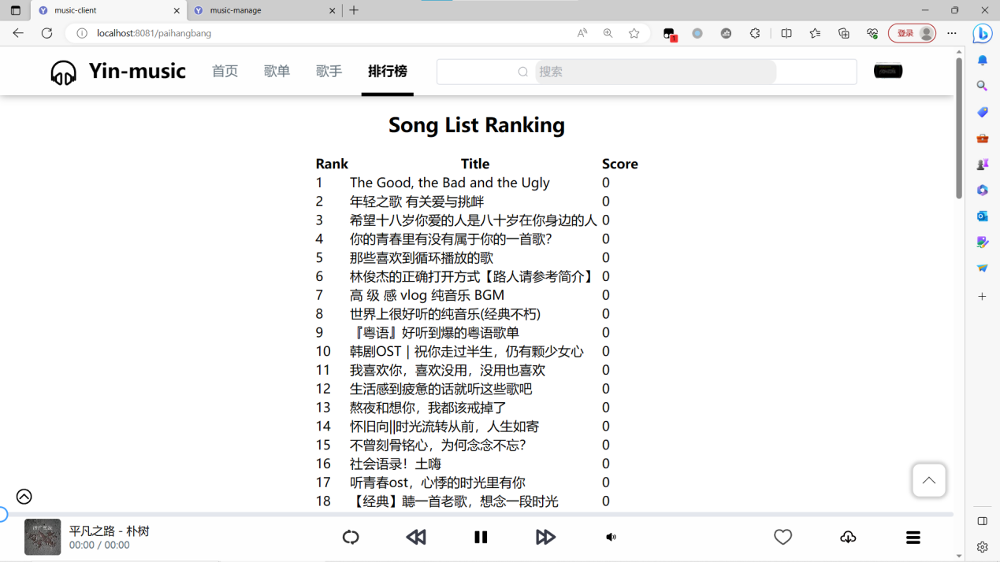 music-client
music-manage
localhost:8081/paihangbang
登录
1
Yin-music 首页 歌单 歌手 排行榜 搜索
Song List Ranking
Rank Title Score
1 The Good, the Bad and the Ugly 0
2 年轻之歌 有关爱与挑衅 0
3 希望十八岁你爱的人是八十岁在你身边的人 0
4 你的青春里有没有属于你的一首歌? 0
5 那些喜欢到循环播放的歌 0
6 林俊杰的正确打开方式【路人请参考简介】 0
7 高 级 感 vlog 纯音乐 BGM 0
8 世界上很好听的纯音乐(经典不朽) 0
9 『粤语』好听到爆的粤语歌单 0
10 韩剧OST | 祝你走过半生，仍有颗少女心 0
11 我喜欢你，喜欢没用，没用也喜欢 0
12 生活感到疲惫的话就听这些歌吧 0
13 熬夜和想你，我都该戒掉了 0
14 怀旧向||时光流转从前，人生如寄 0
15 不曾刻骨铭心，为何念念不忘? 0
16 社会语录！土嗨 0
17 听青春ost，心悸的时光里有你 0
18 【经典】聽一首老歌，想念一段时光 0
平凡之路 - 朴树
00:00 / 00:00